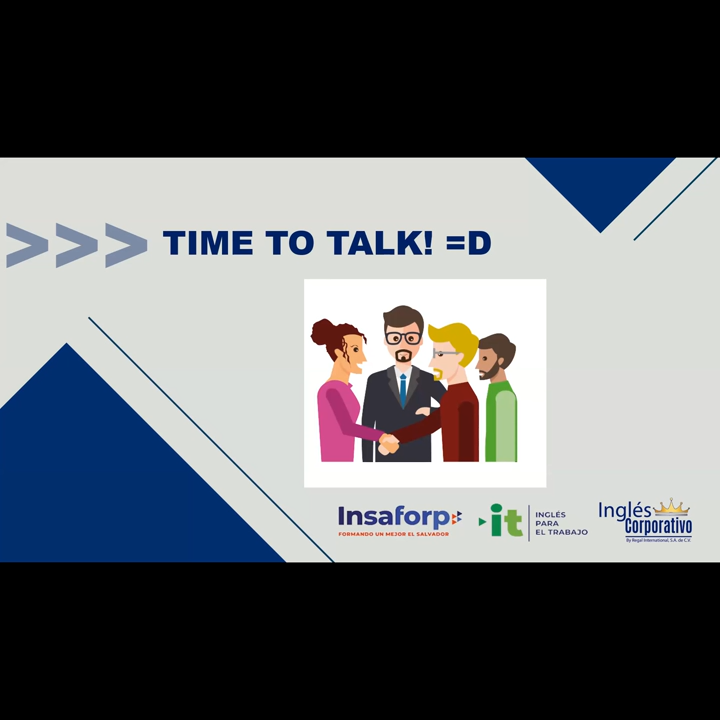 >>> TIME TO TALK! =D
Insaforp
FORMANDO UN MEJOR EL SALVADOR
it
INGLÉS
PARA
EL TRABAJO
Inglés
Corporativo
By Regal International, S.A. de C.V.